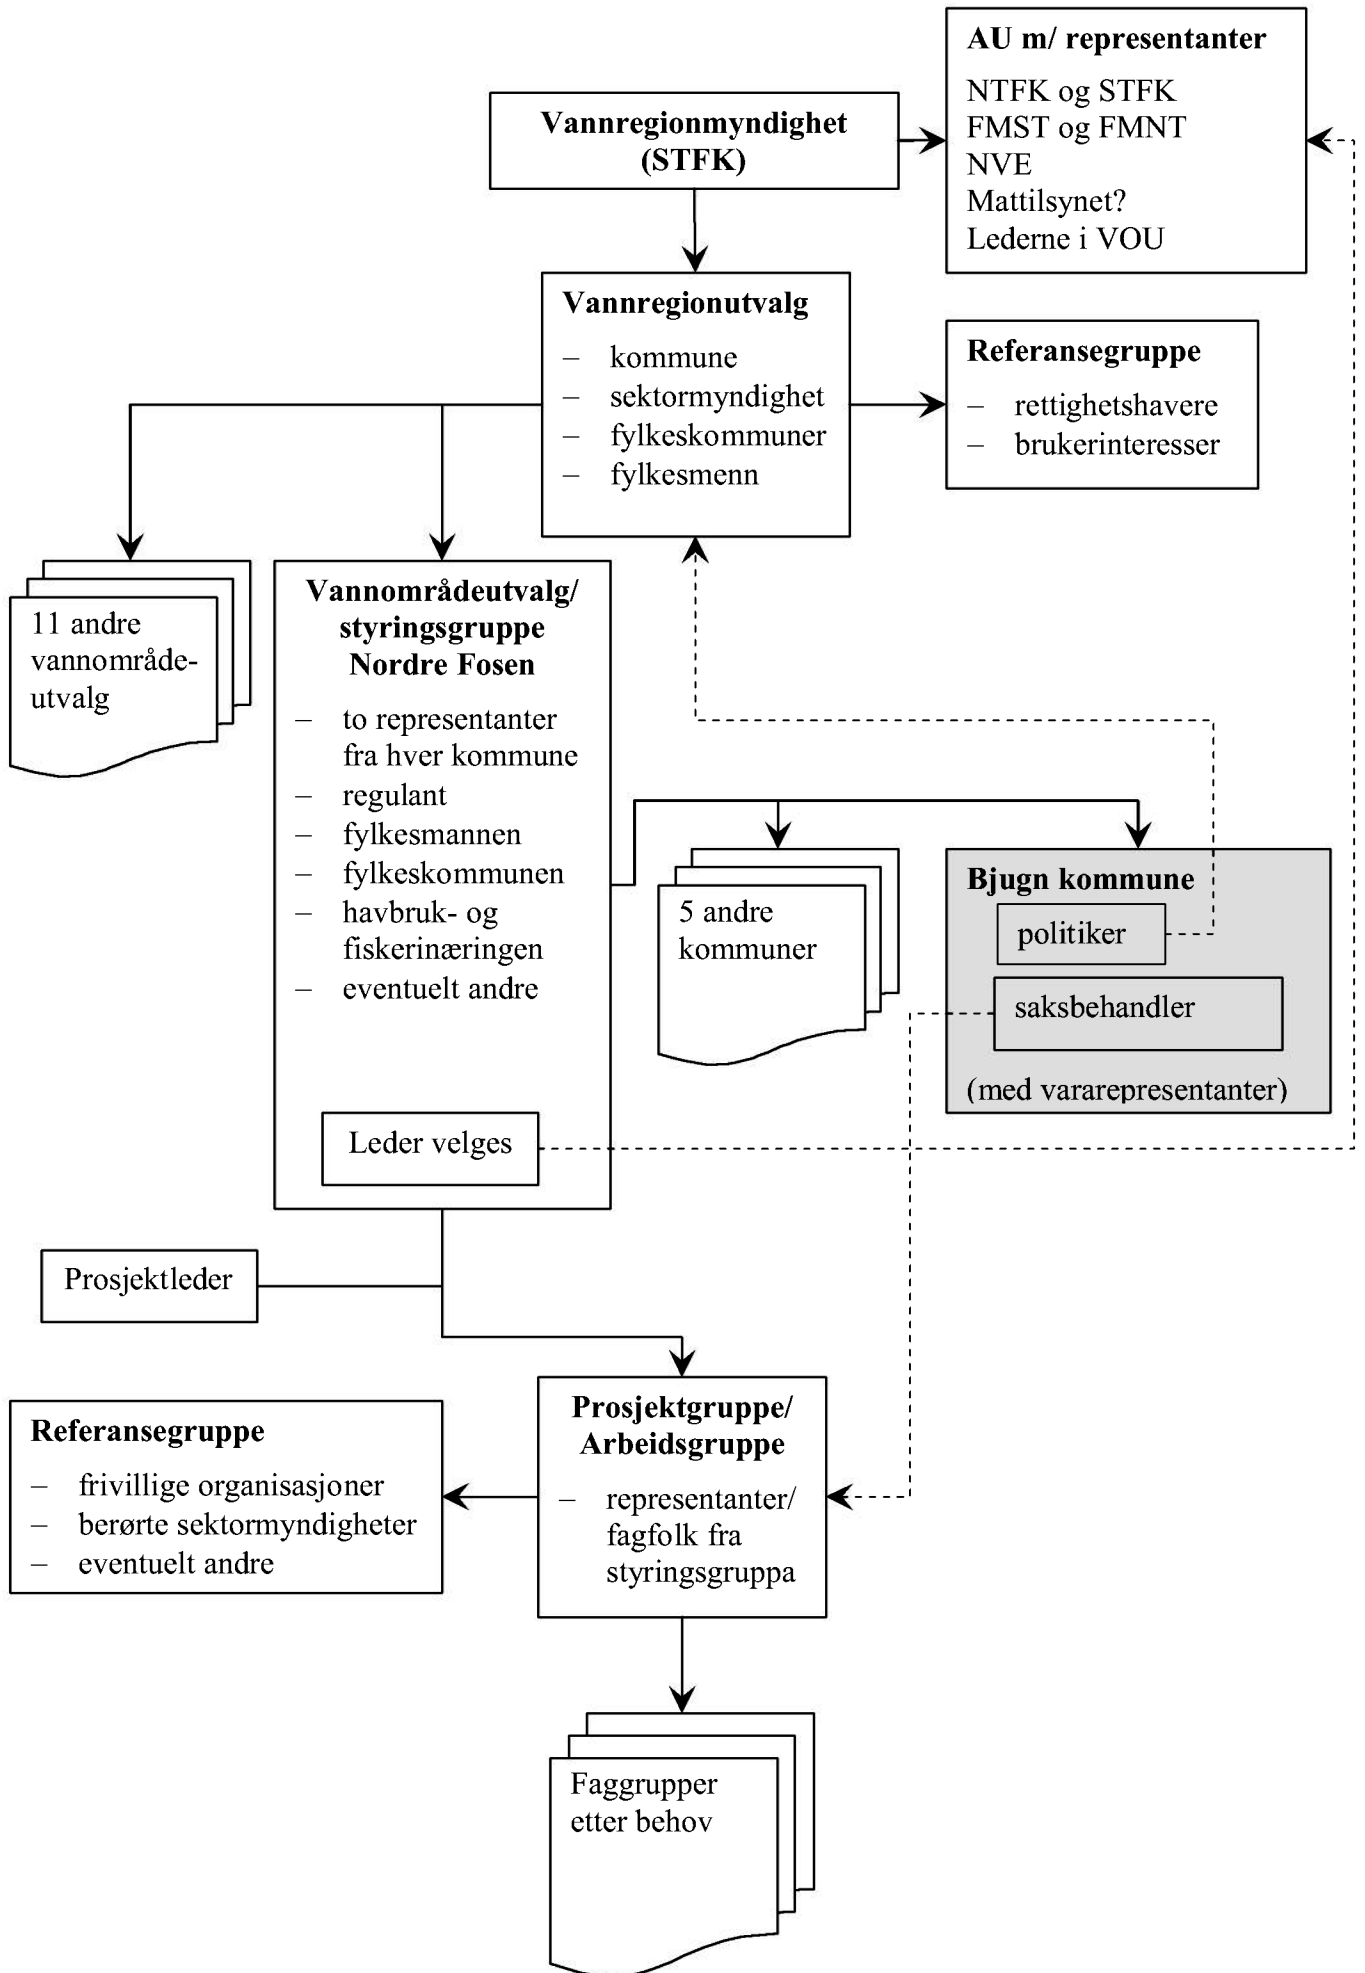 AU m/ representanter
NTFK og STFK
FMST og FMNT
NVE
Mattilsynet?
Lederne i VOU
Vannregionmyndighet
(STFK)
Vannregionutvalg
– kommune
– sektormyndighet
– fylkeskommuner
– fylkesmenn
Referansegruppe
– rettighetshavere
– brukerinteresser
11 andre
vannområde-
utvalg
Vannområdeutvalg/
styringsgruppe
Nordre Fosen
– to representanter
fra hver kommune
– regulant
– fylkesmannen
– fylkeskommunen
– havbruk- og
fiskerinæringen
– eventuelt andre
Leder velges
5 andre
kommuner
Bjugn kommune
politiker
saksbehandler
(med vararepresentanter)
Prosjektleder
Prosjektgruppe/
Arbeidsgruppe
– representanter/
fagfolk fra
styringsgruppa
Referansegruppe
– frivillige organisasjoner
– berørte sektormyndigheter
– eventuelt andre
Faggrupper
etter behov